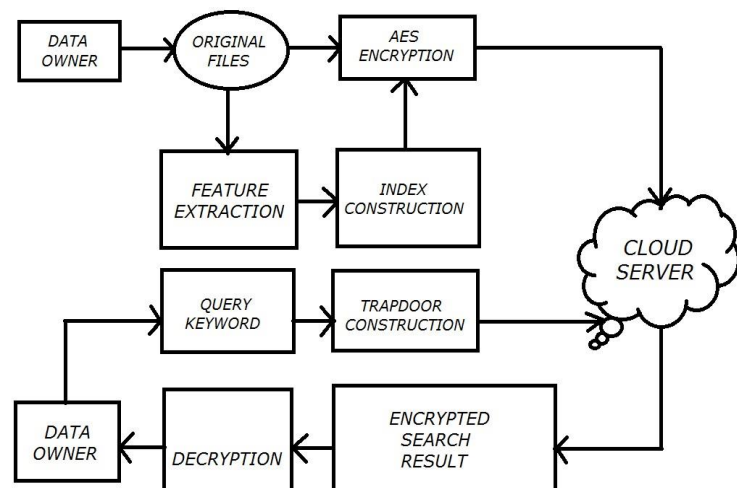 DATA
OWNER
ORIGINAL
FILES
AES
ENCRYPTION
FEATURE
EXTRACTION
INDEX
CONSTRUCTION
CLOUD
SERVER
QUERY
KEYWORD
TRAPDOOR
CONSTRUCTION
DATA
OWNER
DECRYPTION
ENCRYPTED
SEARCH
RESULT